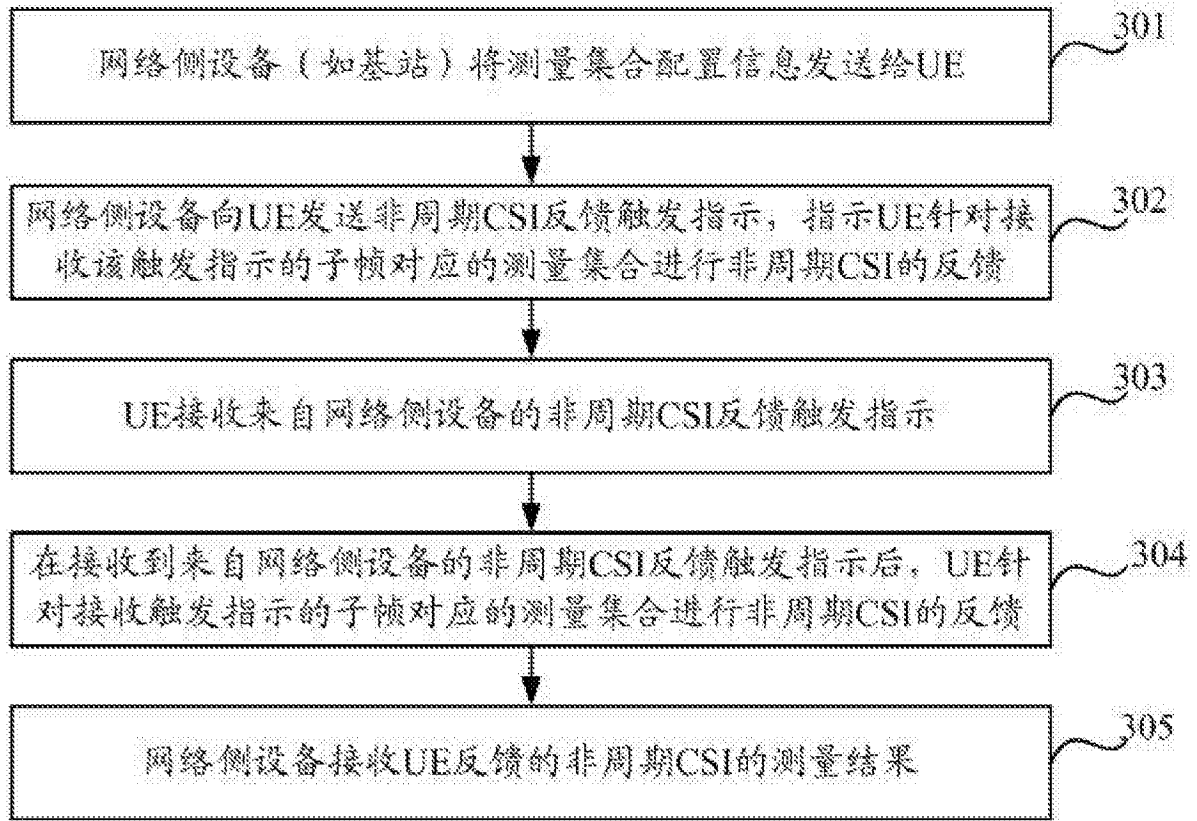 网络侧设备（如基站）将测量集合配置信息发送给UE
301
网络侧设备向UE发送非周期CSI反馈触发指示，指示UE针对接
收该触发指示的子帧对应的测量集合进行非周期CSI的反馈
302
UE接收来自网络侧设备的非周期CSI反馈触发指示
303
在接收到来自网络侧设备的非周期CSI反馈触发指示后，UE针
对接收触发指示的子帧对应的测量集合进行非周期CSI的反馈
304
网络侧设备接收UE反馈的非周期CSI的测量结果
305